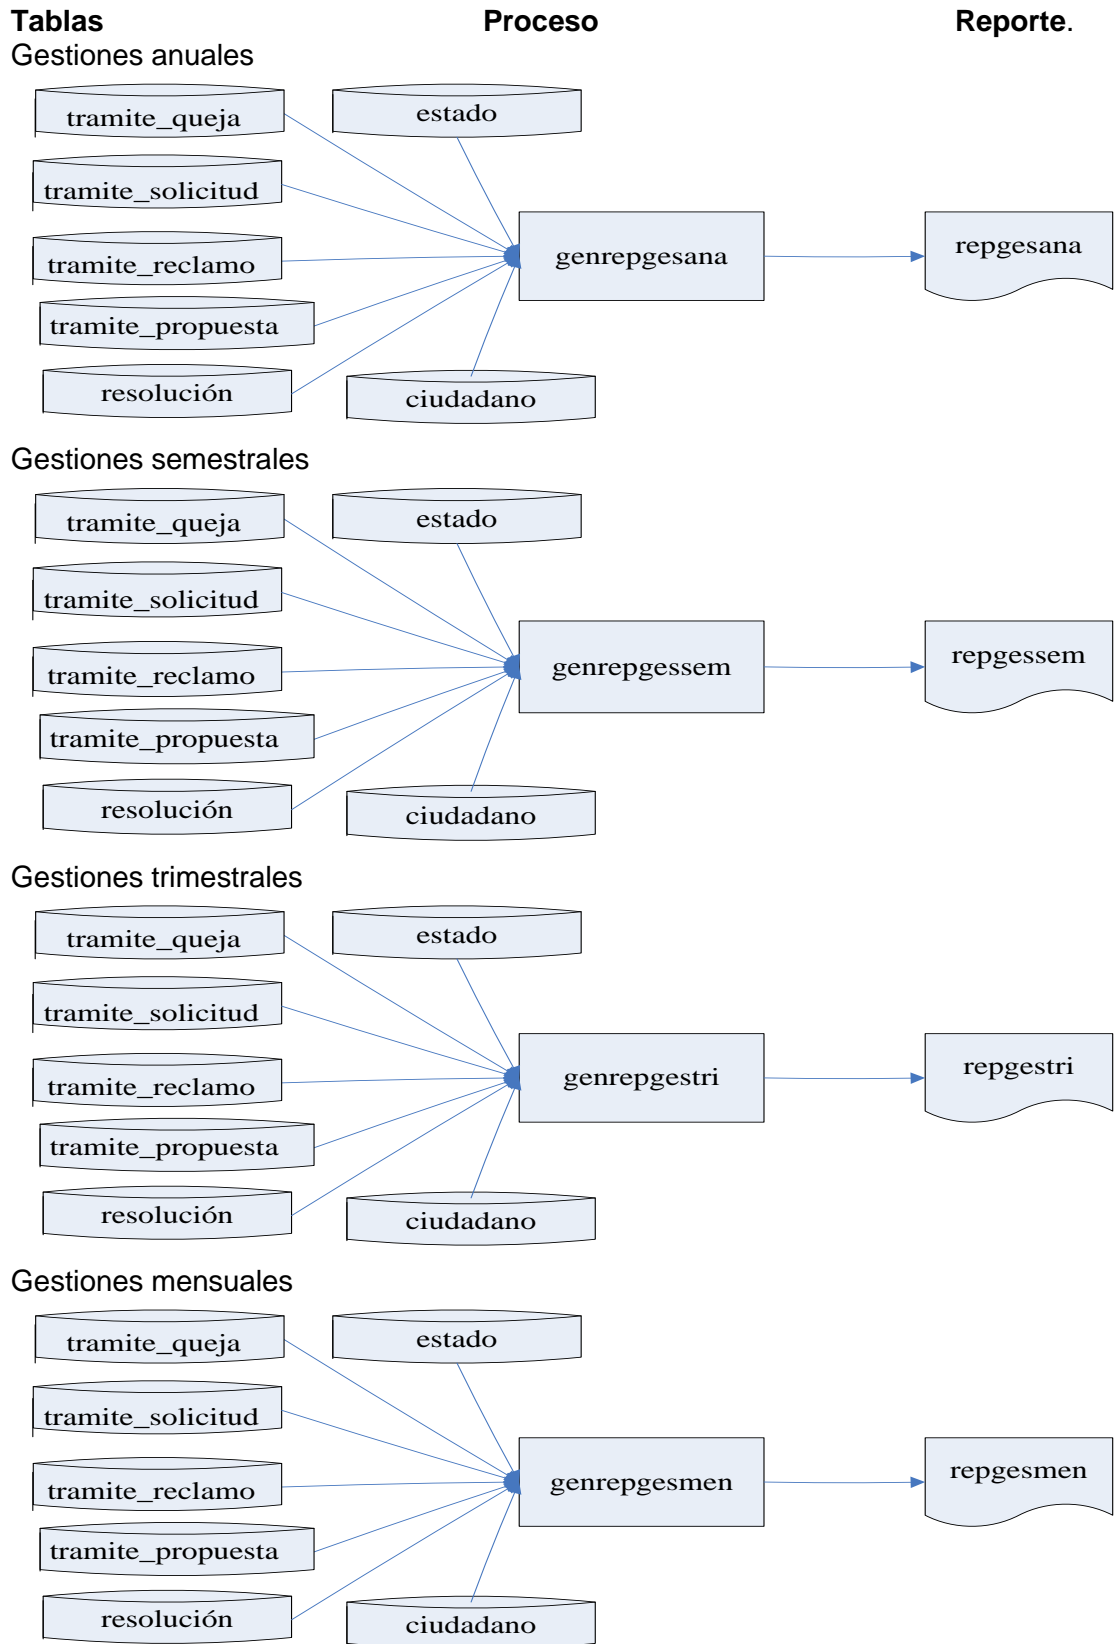 Tablas Proceso Reporte.
Gestiones anuales
tramite_queja estado
tramite_solicitud
genrepgesana repgesana
tramite_reclamo
tramite_propuesta
resolución ciudadano
Gestiones semestrales
tramite_queja estado
tramite_solicitud
genrepgessem repgessem
tramite_reclamo
tramite_propuesta
resolución ciudadano
Gestiones trimestrales
tramite_queja estado
tramite_solicitud
genrepgestri repgestri
tramite_reclamo
tramite_propuesta
resolución ciudadano
Gestiones mensuales
tramite_queja estado
tramite_solicitud
genrepgesmen repgesmen
tramite_reclamo
tramite_propuesta
resolución ciudadano